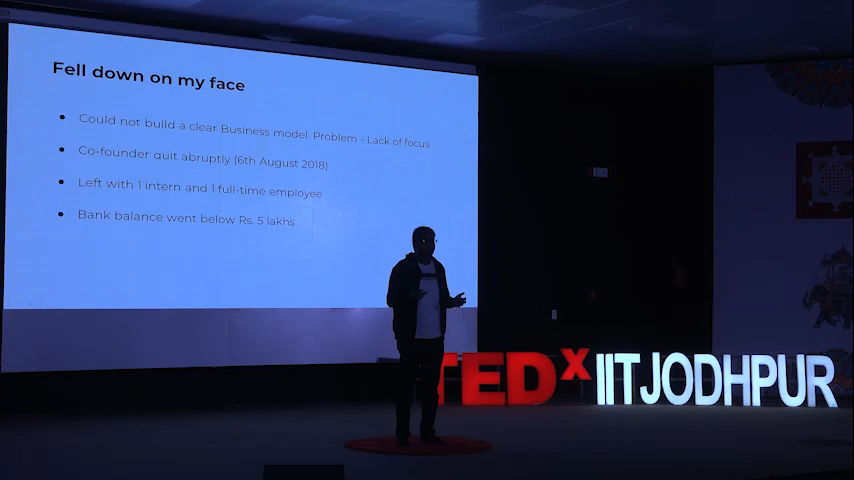 Fell down on my face
Could not build a clear Business model. Problem - Lack of focus
Co-founder quit abruptly (6th August 2018)
Left with 1 intern and 1 full-time employee
Bank balance went below Rs. 5 lakhs
TEDx IITJODHPUR